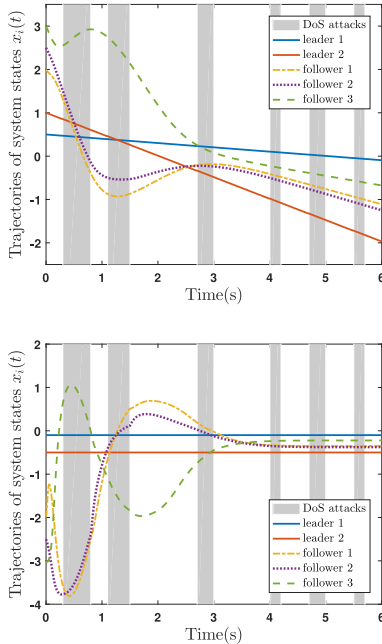 Trajectories of system states x_i(t)
3
2
1
0
-1
-2
DoS attacks
leader 1
leader 2
follower 1
follower 2
follower 3
0 1 2 3 4 5 6
Time(s)
Trajectories of system states x_i(t)
2
1
0
-1
-2
-3
-4
DoS attacks
leader 1
leader 2
follower 1
follower 2
follower 3
0 1 2 3 4 5 6
Time(s)